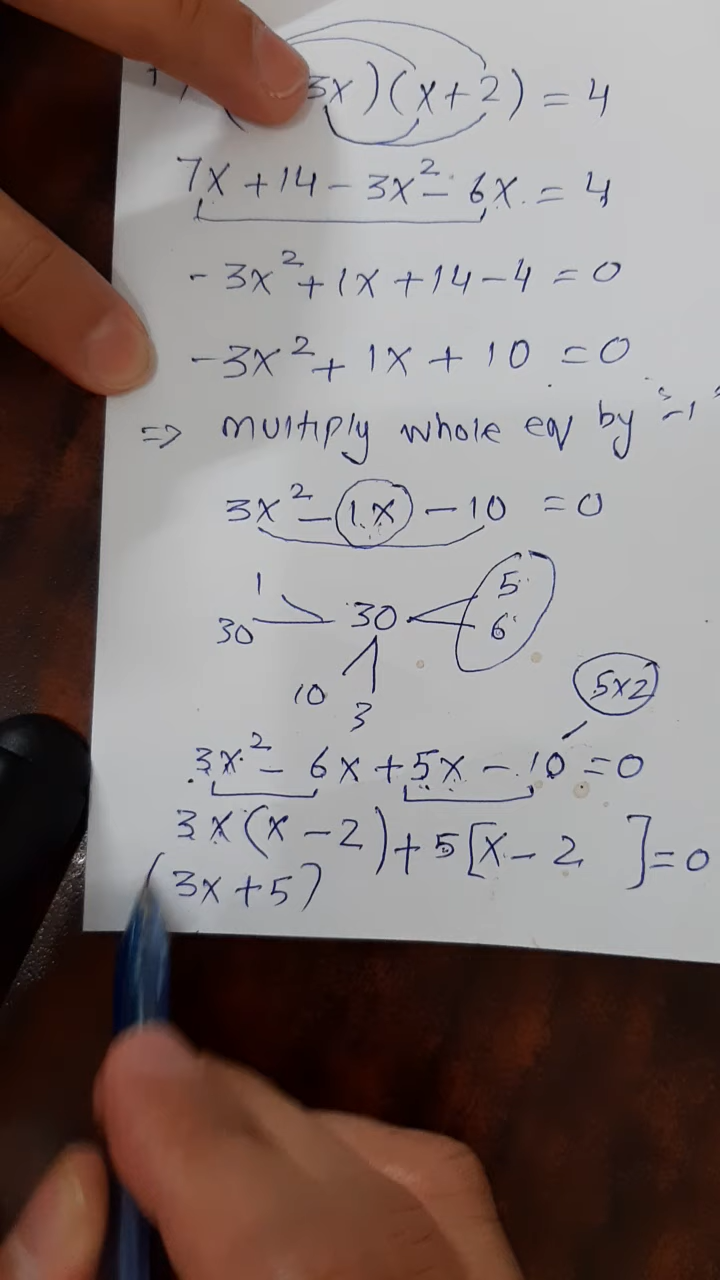 3x)(x+2) = 4
7x + 14 - 3x² - 6x = 4
-3x² + 1x + 14 - 4 = 0
-3x² + 1x + 10 = 0
=> multiply whole eq by "-1"
3x² - 1x - 10 = 0
1 5
30 30 6
10 3
5x2
3x² - 6x + 5x - 10 = 0
3x(x - 2) + 5[x - 2 ] = 0
(3x + 5)